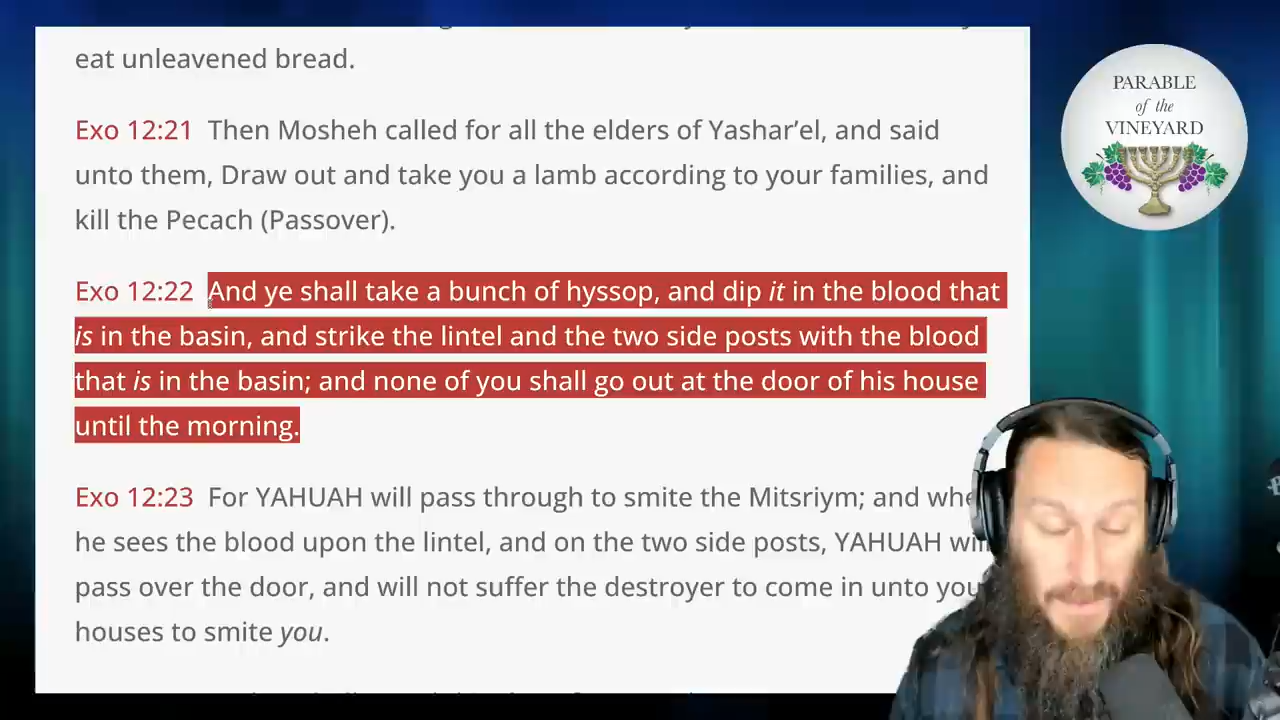 eat unleavened bread.
Exo 12:21 Then Mosheh called for all the elders of Yashar’el, and said
unto them, Draw out and take you a lamb according to your families, and
kill the Pecach (Passover).
Exo 12:22 And ye shall take a bunch of hyssop, and dip it in the blood that
is in the basin, and strike the lintel and the two side posts with the blood
that is in the basin; and none of you shall go out at the door of his house
until the morning.
Exo 12:23 For YAHUAH will pass through to smite the Mitsriym; and
he sees the blood upon the lintel, and on the two side posts, YAHUAH
pass over the door, and will not suffer the destroyer to come in unto
houses to smite you.
PARABLE
of the
VINEYARD